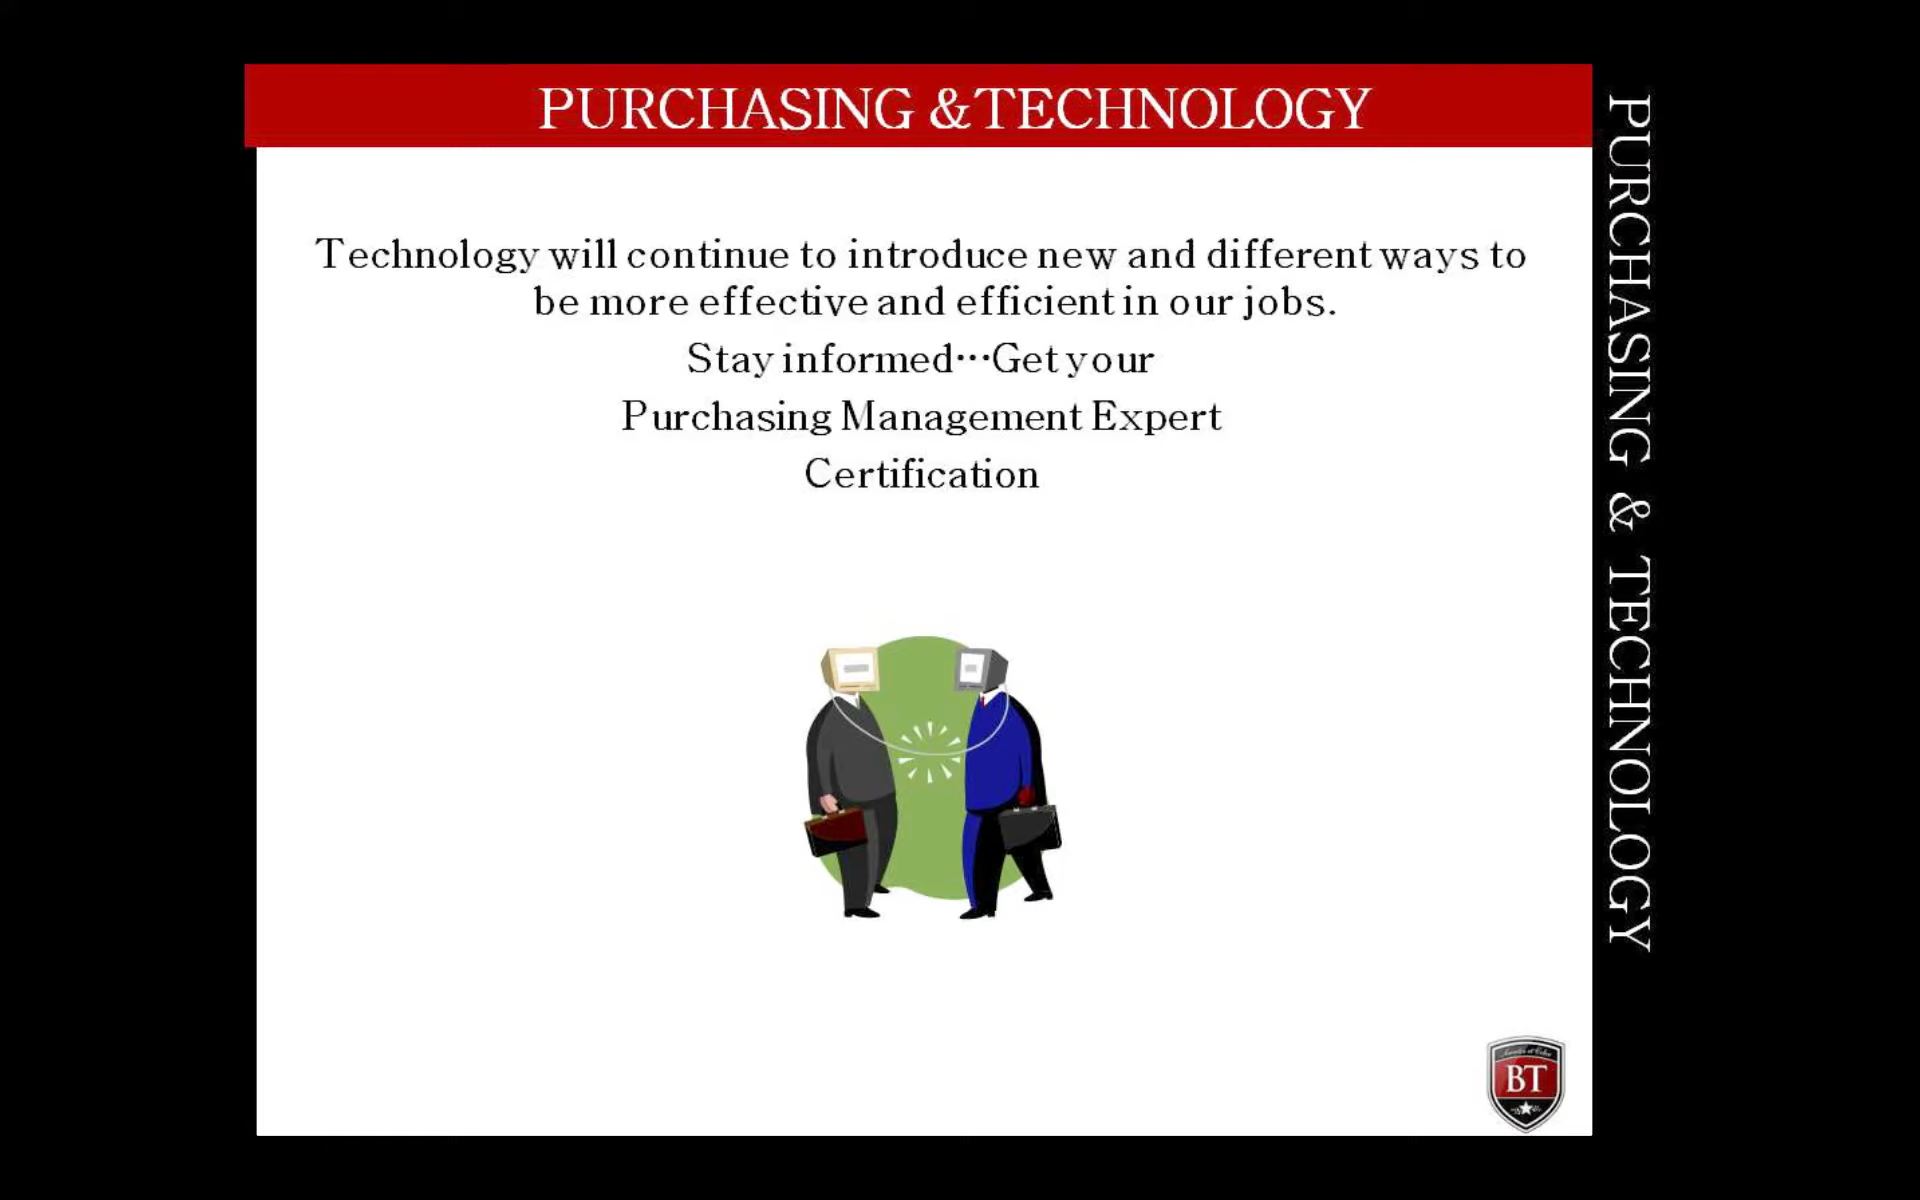 PURCHASING & TECHNOLOGY
Technology will continue to introduce new and different ways to
be more effective and efficient in our jobs.
Stay informed…Get your
Purchasing Management Expert
Certification
PURCHASING & TECHNOLOGY
BT